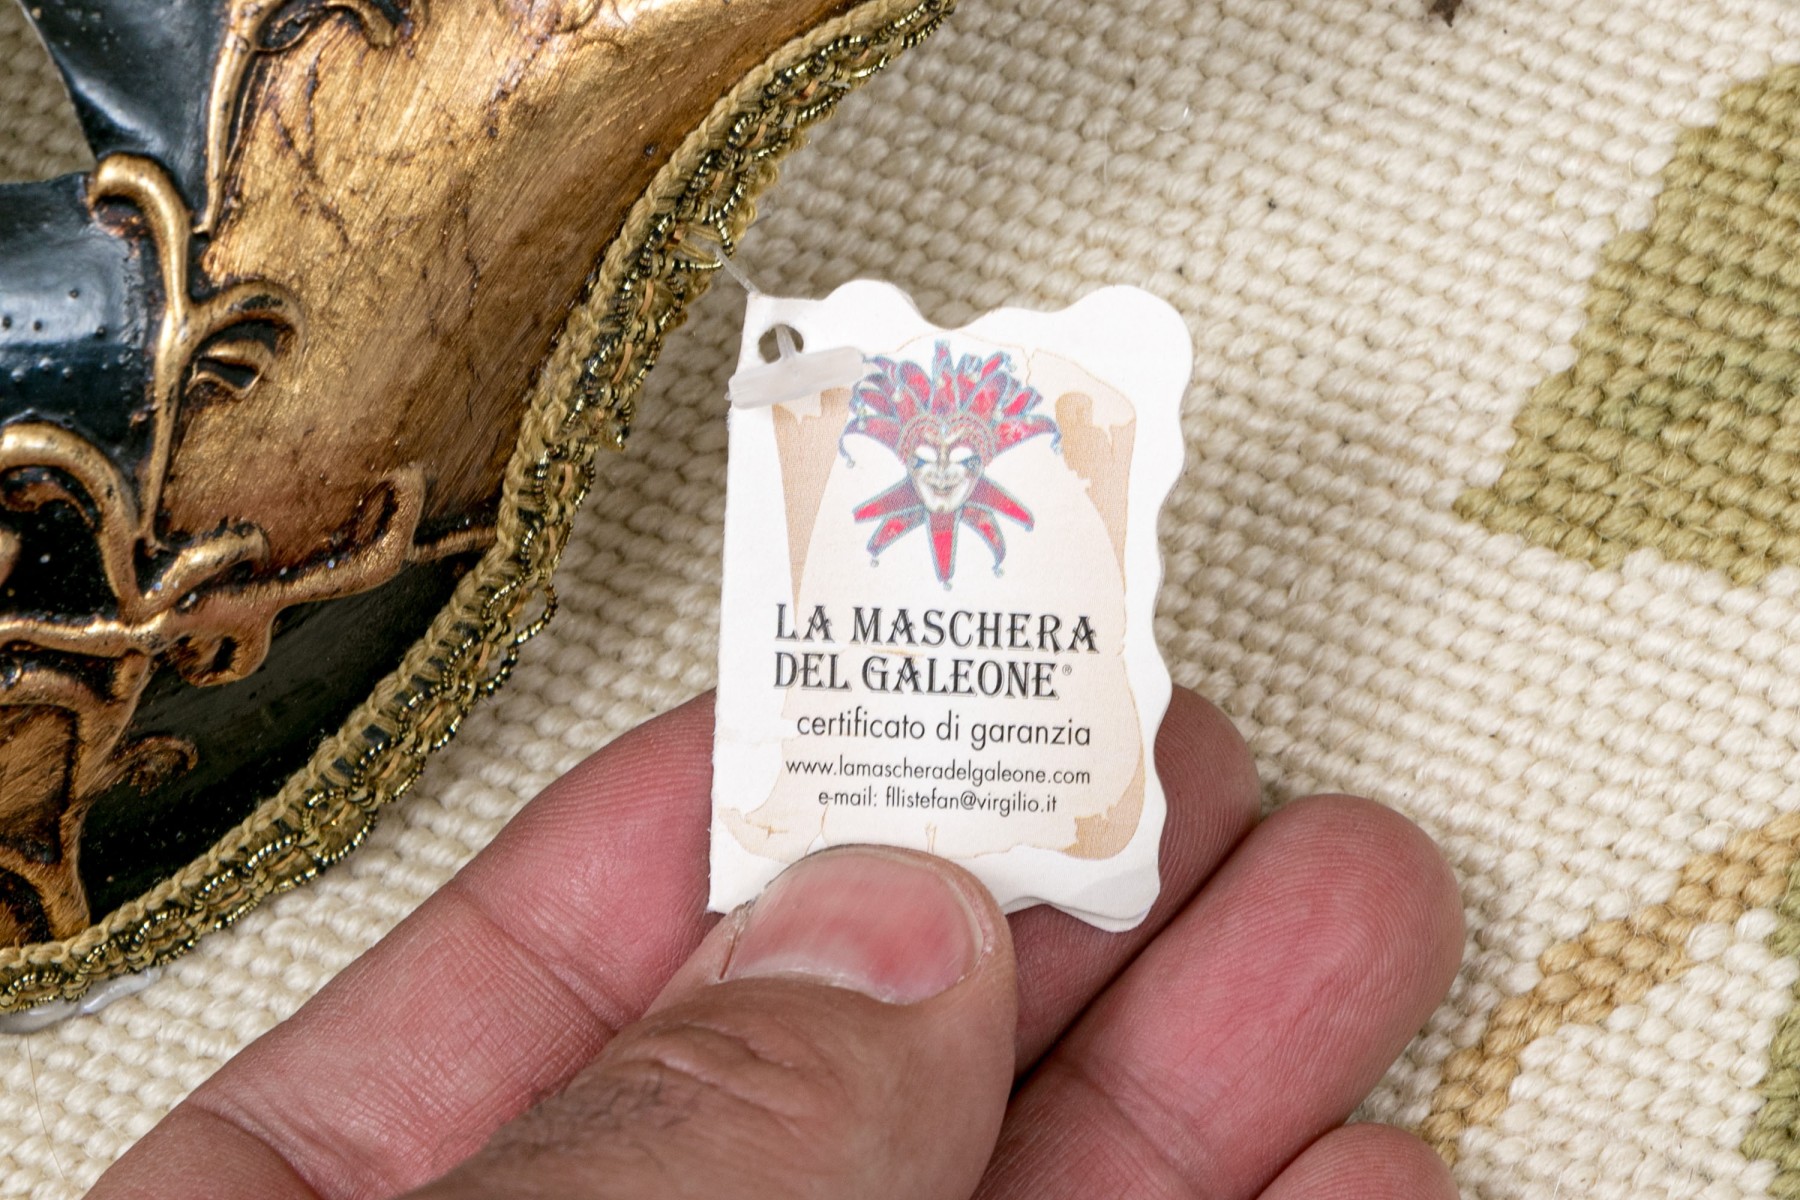 LA MASCHERA
DEL GALEONE®
certificato di garanzia
www.lamascheradelgaleone.com
e-mail: fllistefan@virgilio.it